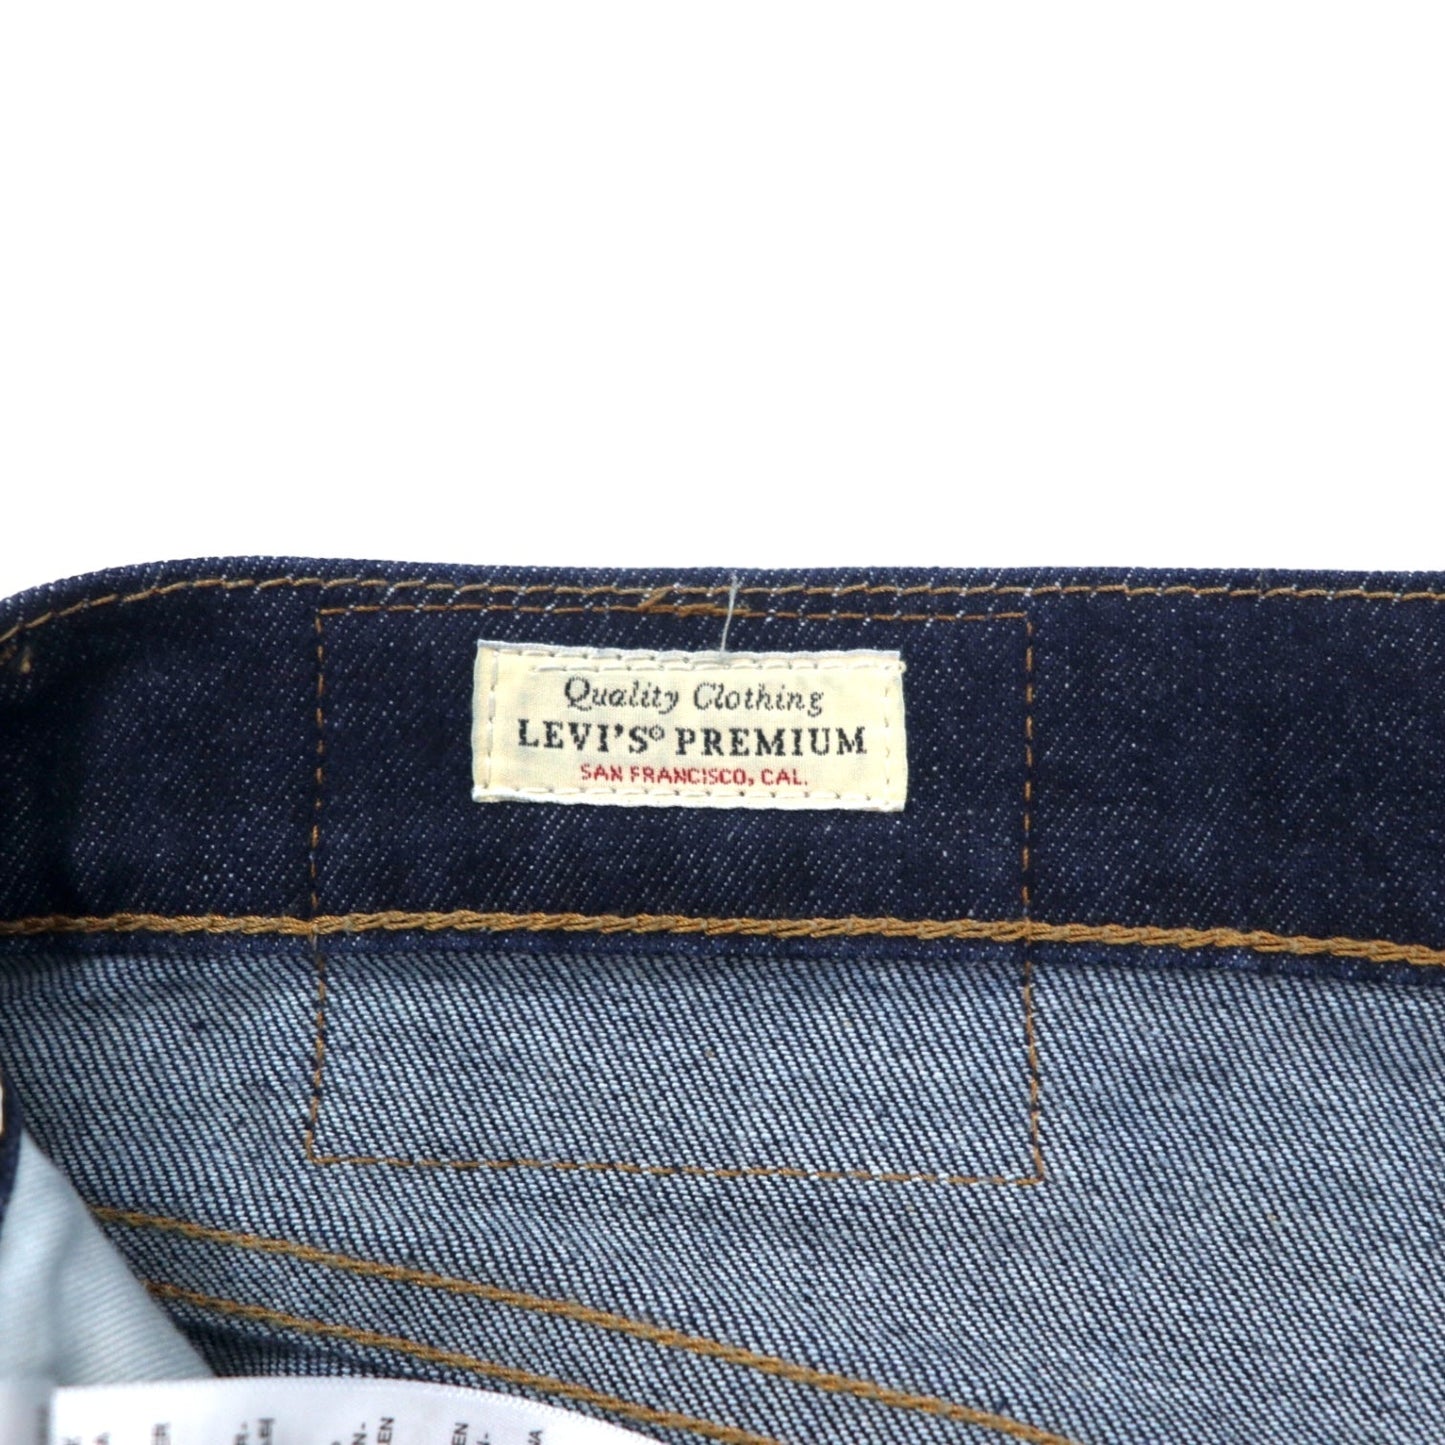 Quality Clothing
LEVI'S® PREMIUM
SAN FRANCISCO, CAL.